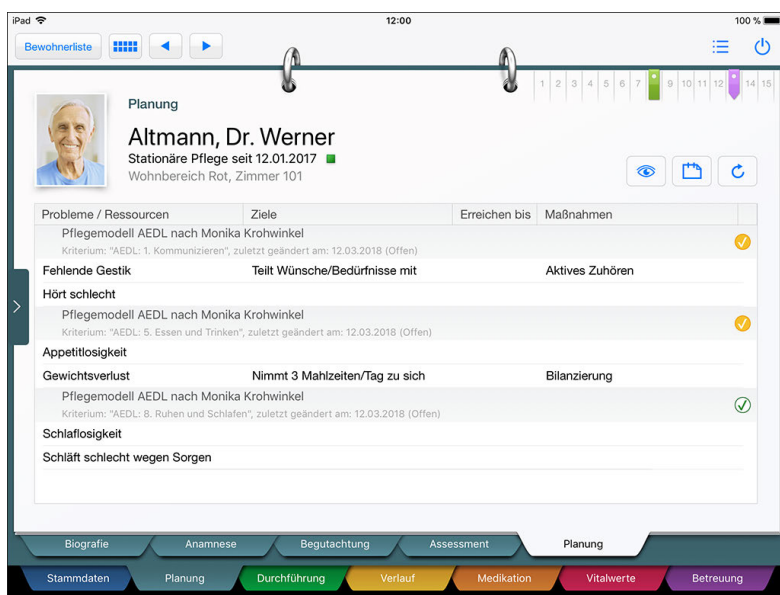 iPad 12:00 100 %
Bewohnerliste
1 2 3 4 5 6 7 9 10 11 12 14 15
Planung
Altmann, Dr. Werner
Stationäre Pflege seit 12.01.2017
Wohnbereich Rot, Zimmer 101
Probleme / Ressourcen Ziele Erreichen bis Maßnahmen
Pflegemodell AEDL nach Monika Krohwinkel
Kriterium: "AEDL: 1. Kommunizieren", zuletzt geändert am: 12.03.2018 (Offen)
Fehlende Gestik Teilt Wünsche/Bedürfnisse mit Aktives Zuhören
Hört schlecht
Pflegemodell AEDL nach Monika Krohwinkel
Kriterium: "AEDL: 5. Essen und Trinken", zuletzt geändert am: 12.03.2018 (Offen)
Appetitlosigkeit
Gewichtsverlust Nimmt 3 Mahlzeiten/Tag zu sich Bilanzierung
Pflegemodell AEDL nach Monika Krohwinkel
Kriterium: "AEDL: 8. Ruhen und Schlafen", zuletzt geändert am: 12.03.2018 (Offen)
Schlaflosigkeit
Schläft schlecht wegen Sorgen
Biografie Anamnese Begutachtung Assessment Planung
Stammdaten Planung Durchführung Verlauf Medikation Vitalwerte Betreuung